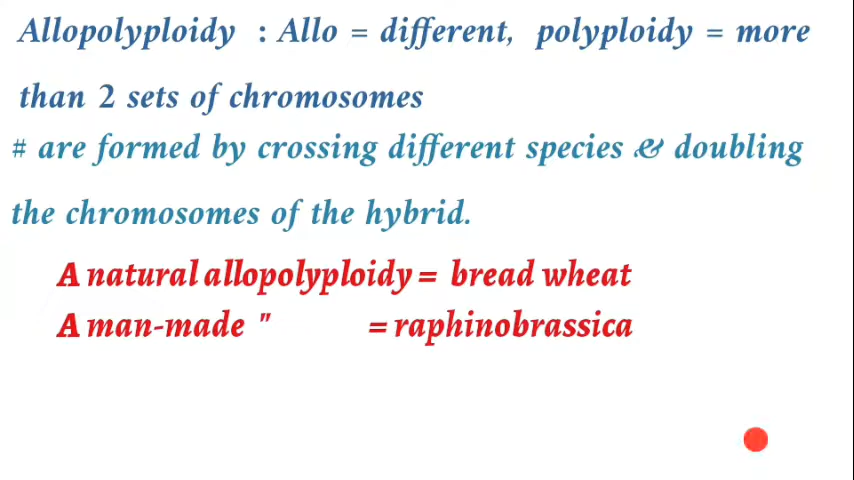 Allopolyploidy : Allo = different, polyploidy = more
than 2 sets of chromosomes
# are formed by crossing different species & doubling
the chromosomes of the hybrid.
A natural allopolyploidy = bread wheat
A man-made " = raphinobrassica